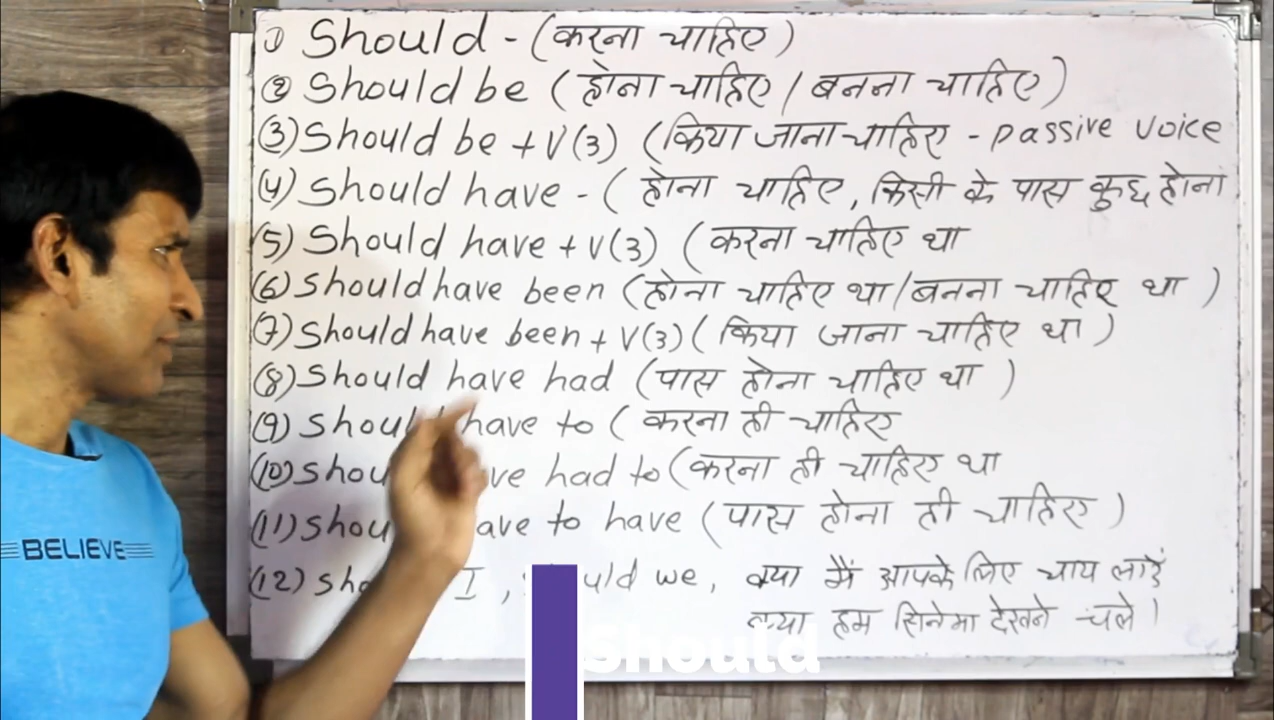 1) Should - (करना चाहिए)
(2) Should be (होना चाहिए / बनना चाहिए)
(3) Should be + V(3) (किया जाना चाहिए - passive voice
(4) Should have - ( होना चाहिए, किसी के पास कुछ होना
(5) Should have + V(3) (करना चाहिए था
(6) Should have been (होना चाहिए था/बनना चाहिए था )
(7) Should have been + V(3) ( किया जाना चाहिए था )
(8) Should have had (पास होना चाहिए था )
(9) Should have to ( करना ही चाहिए
(10) Shou ve had to (करना ही चाहिए था
(11) Shou ave to have (पास होना ही चाहिए )
(12) Sho I, should we, क्या मैं आपके लिए चाय लाऊँ
क्या हम सिनेमा देखने चले।
BELIEVE
Should